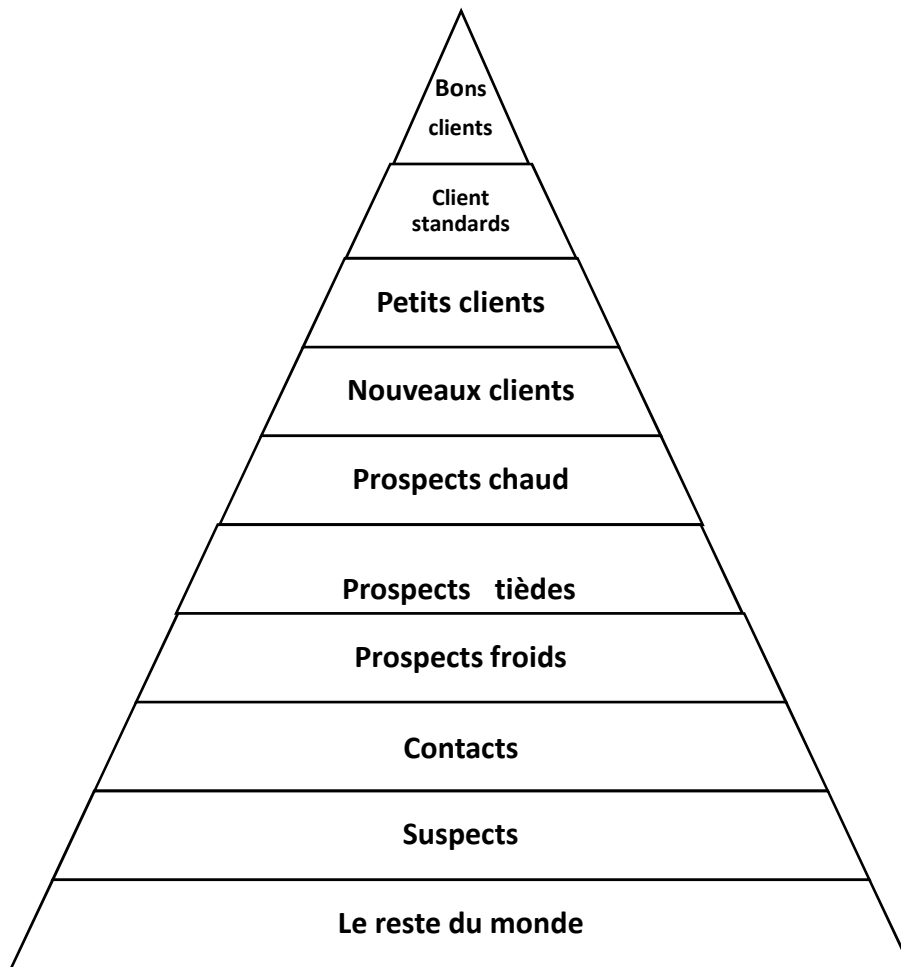 Bons
clients
Client
standards
Petits clients
Nouveaux clients
Prospects chaud
Prospects tièdes
Prospects froids
Contacts
Suspects
Le reste du monde